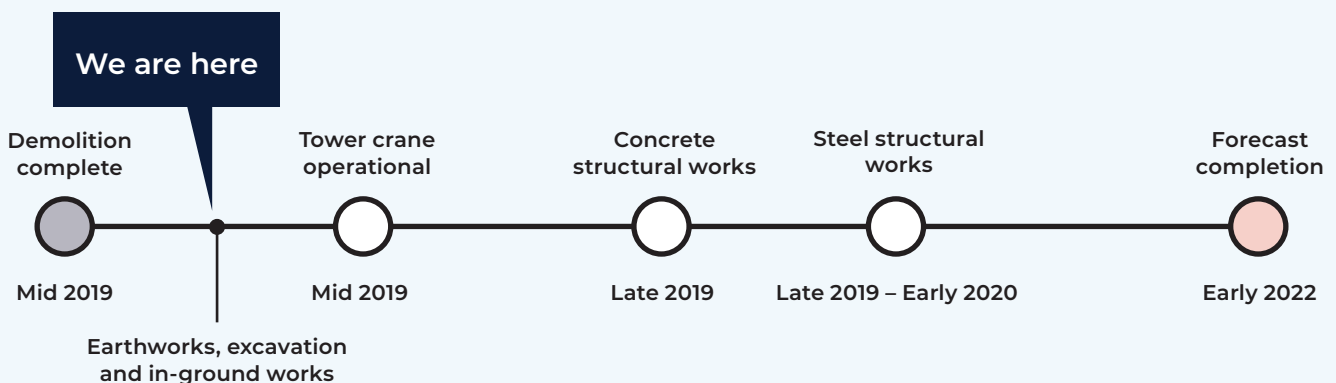 We are here
Demolition
complete
Tower crane
operational
Concrete
structural works
Steel structural
works
Forecast
completion
Mid 2019
Mid 2019
Late 2019
Late 2019 – Early 2020
Early 2022
Earthworks, excavation
and in-ground works